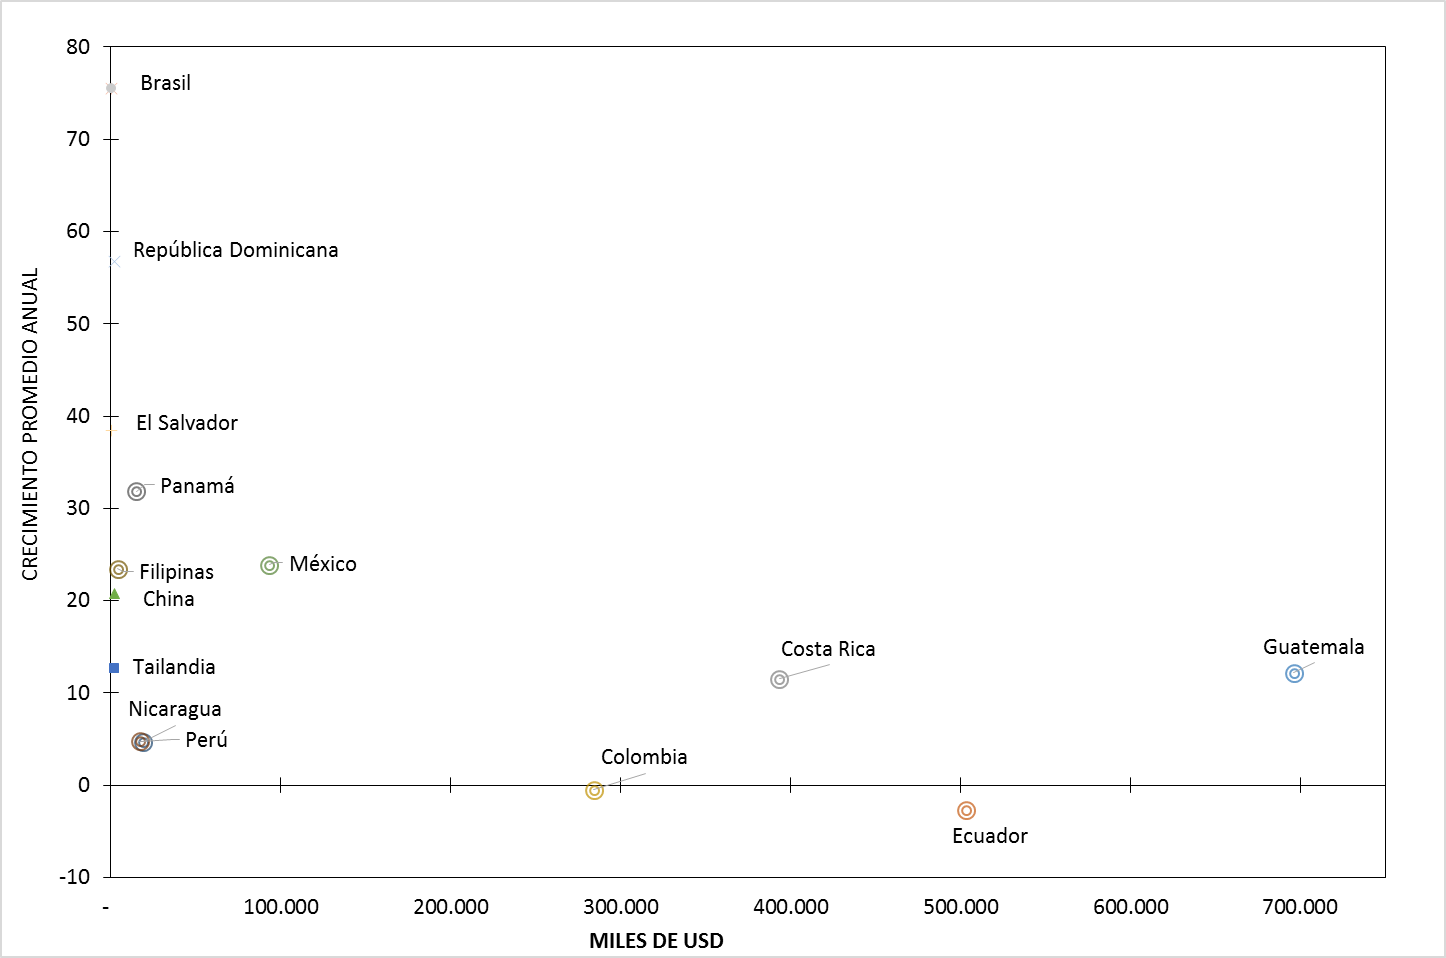 80
Brasil
70
60
República Dominicana
50
CRECIMIENTO PROMEDIO ANUAL
40
El Salvador
Panamá
30
Filipinas
México
China
20
Costa Rica
Guatemala
Tailandia
10
Nicaragua
Perú
Colombia
0
Ecuador
-10
- 100.000 200.000 300.000 400.000 500.000 600.000 700.000
MILES DE USD